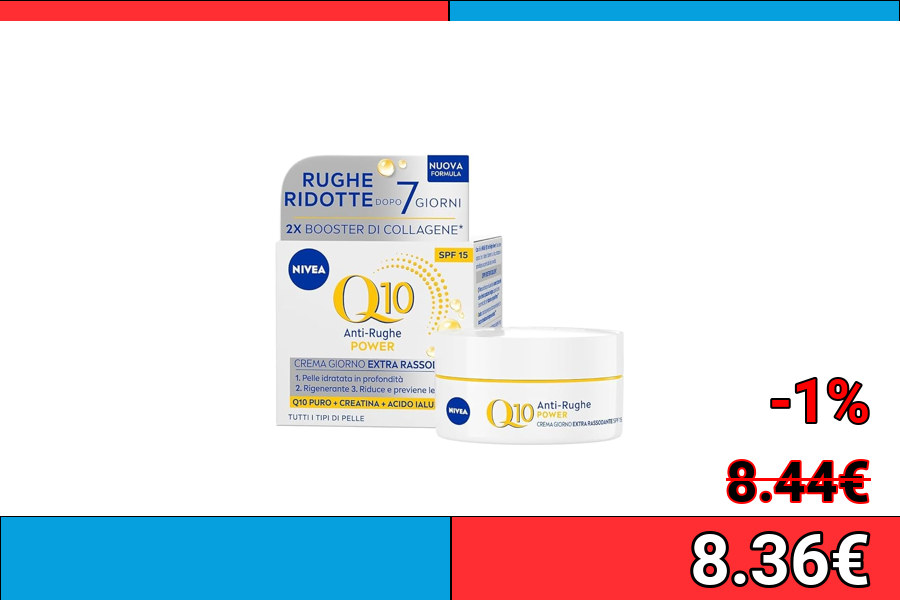 NUOVA
FORMULA
RUGHE
RIDOTTE DOPO 7 GIORNI
2X BOOSTER DI COLLAGENE*
SPF 15
NIVEA
Q10
Anti-Rughe
POWER
CREMA GIORNO EXTRA RASSO
1. Pelle idratata in profondità
2. Rigenerante 3. Riduce e previene le
Q10 PURO + CREATINA + ACIDO IALU
TUTTI I TIPI DI PELLE
NIVEA
Q10 Anti-Rughe
POWER
CREMA GIORNO EXTRA RASSODANTE SPF 15
-1%
8.44€
8.36€